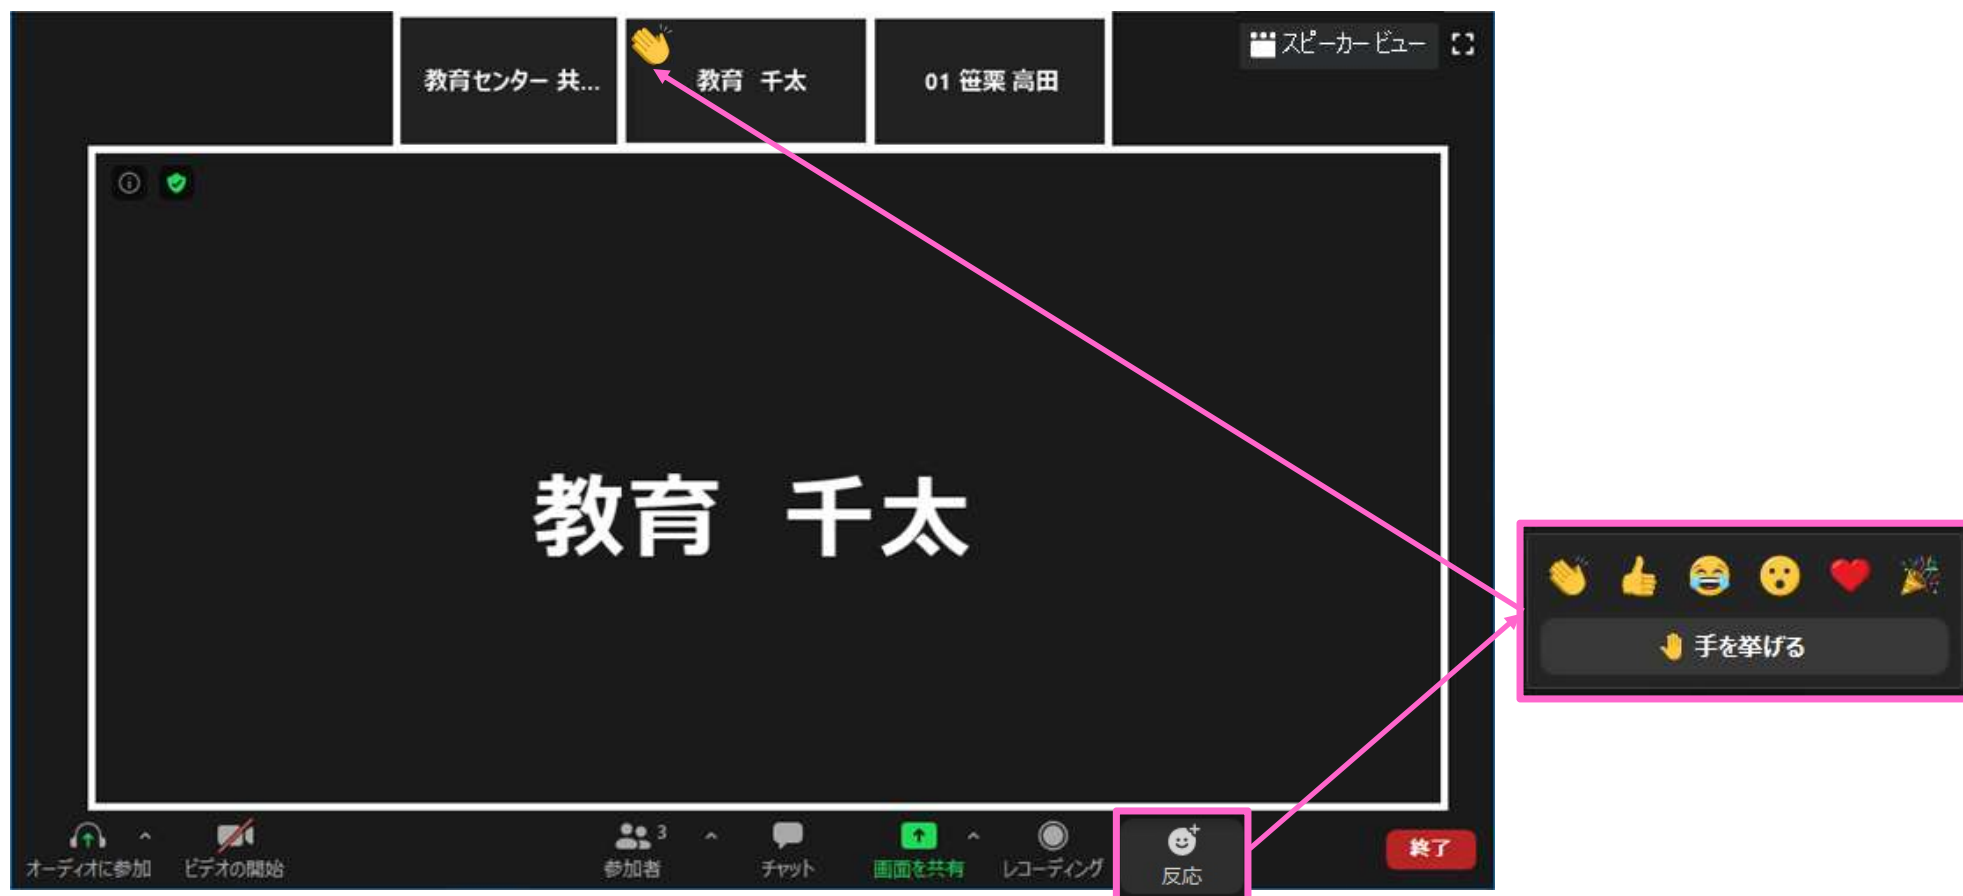 教育センター 共...
教育 千太
01 笹栗 高田
スピーカー ビュー
教育 千太
手を挙げる
オーディオに参加
ビデオの開始
3
参加者
チャット
画面を共有
レコーディング
反応
終了